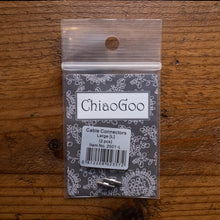 ChiaoGoo
Cable Connectors
Large [L]
(2 pcs)
Item No. 2501-L